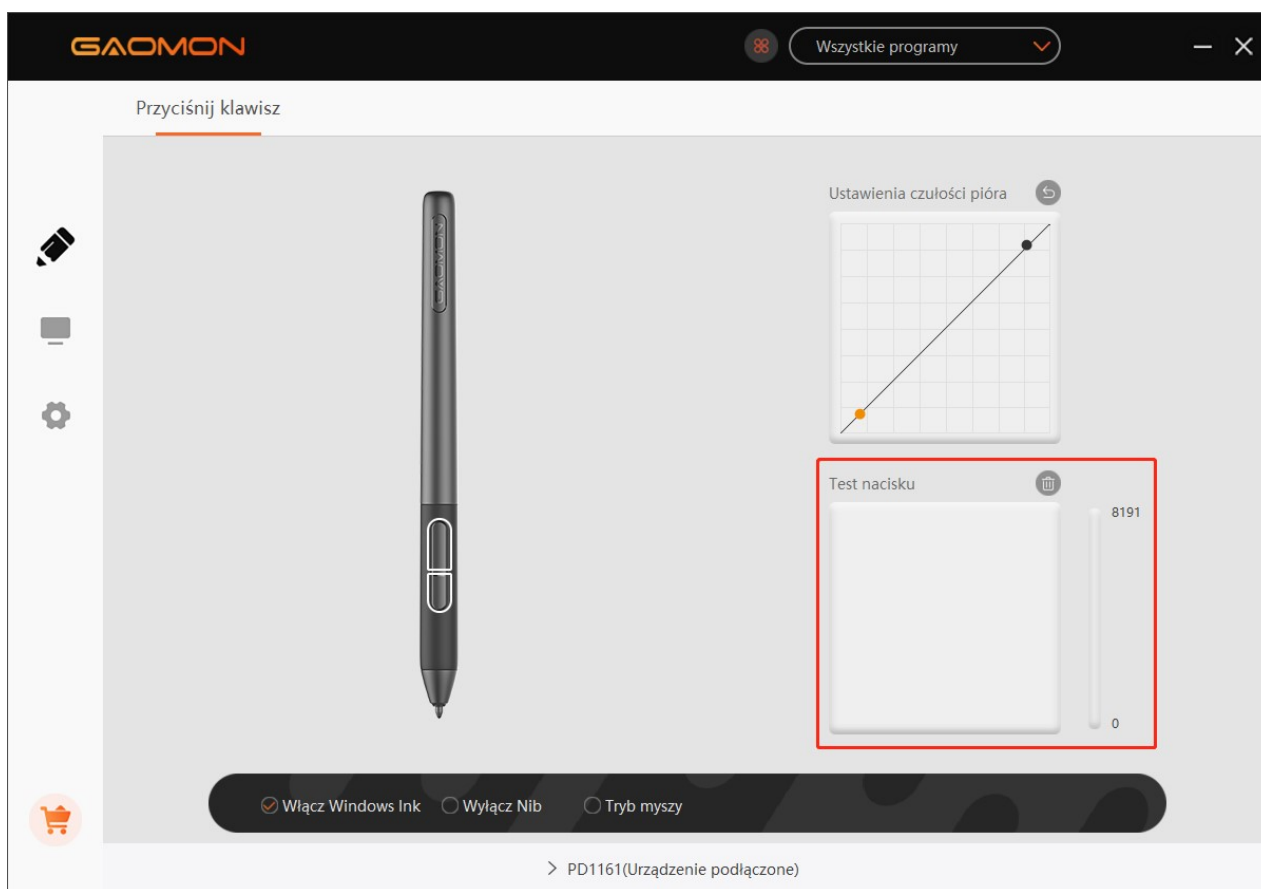 GAOMON
Wszystkie programy
Przyciśnij klawisz
GAOMON
Ustawienia czułości pióra
Test nacisku
8191
0
Włącz Windows Ink
Wyłącz Nib
Tryb myszy
PD1161(Urządzenie podłączone)